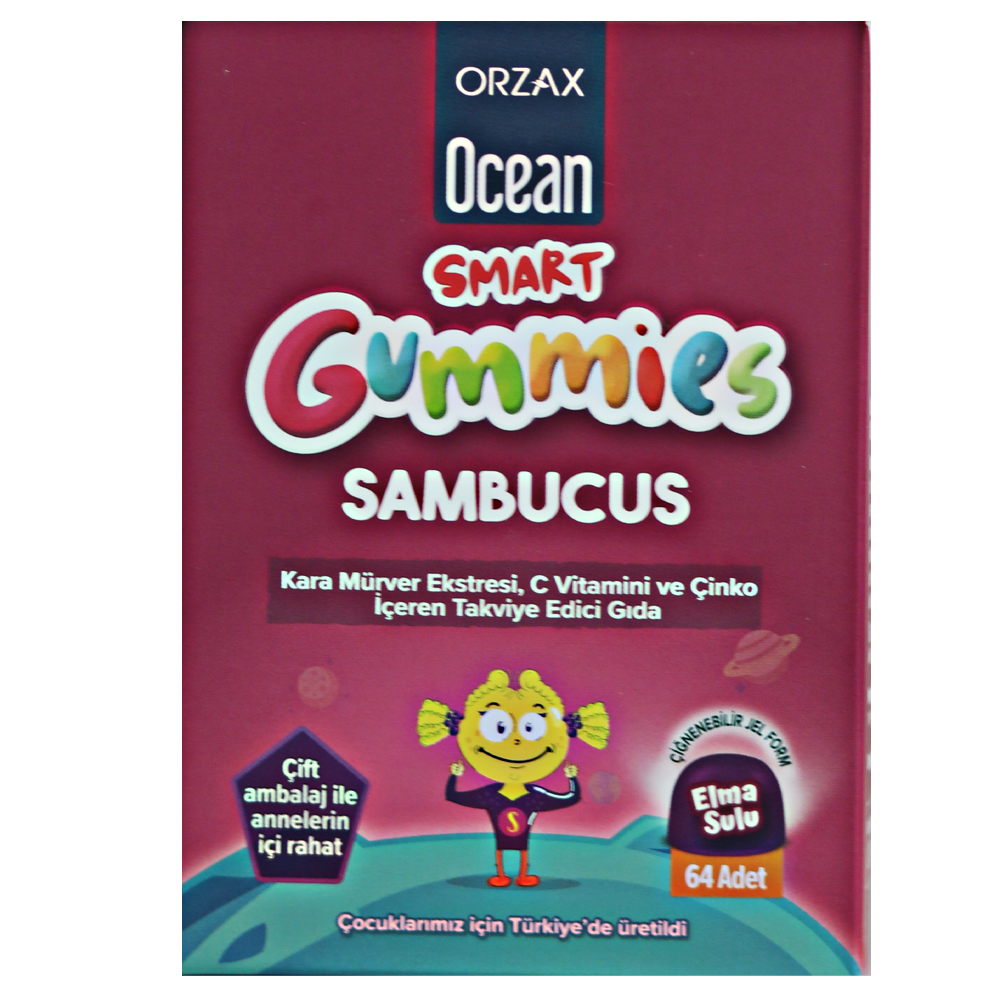 ORZAX
Ocean
SMART
Gummies
SAMBUCUS
Kara Mürver Ekstresi, C Vitamini ve Çinko
İçeren Takviye Edici Gıda
Çift
ambalaj ile
annelerin
içi rahat
S
ÇİĞNENEBİLİR JEL FORM
Elma
Sulu
64 Adet
Çocuklarımız için Türkiye'de üretildi